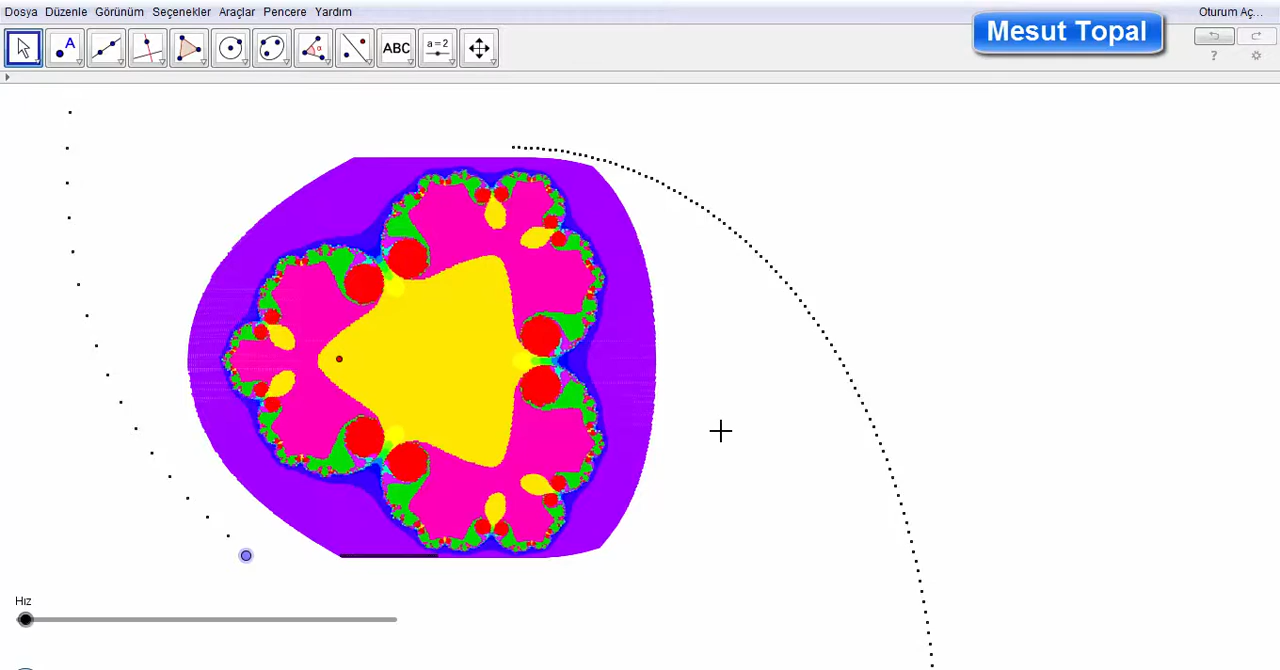 Dosya Düzenle Görünüm Seçenekler Araçlar Pencere Yardım
Oturum Aç...
Mesut Topal
A
ABC
a=2
?
Hız